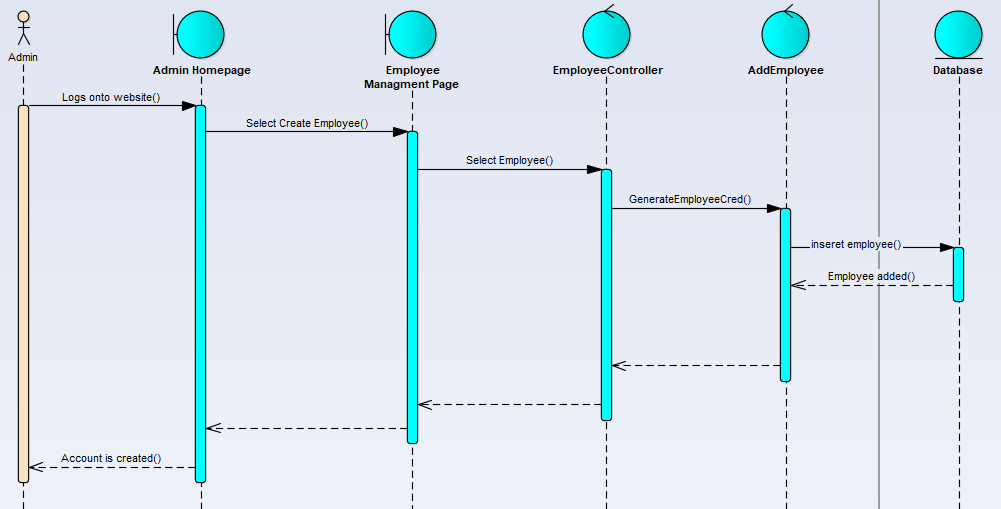 Admin
Admin Homepage
Employee
Managment Page
EmployeeController
AddEmployee
Database
Logs onto website()
Select Create Employee()
Select Employee()
GenerateEmployeeCred()
inseret employee()
Employee added()
Account is created()